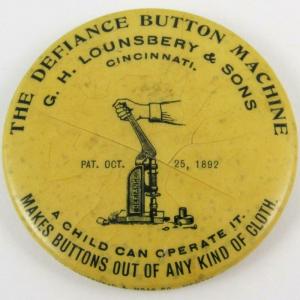 THE DEFIANCE BUTTON MACHINE
G. H. LOUNSBERY & SONS
CINCINNATI.
PAT. OCT. 25, 1892
DEFIANCE
A CHILD CAN OPERATE IT.
MAKES BUTTONS OUT OF ANY KIND OF CLOTH.